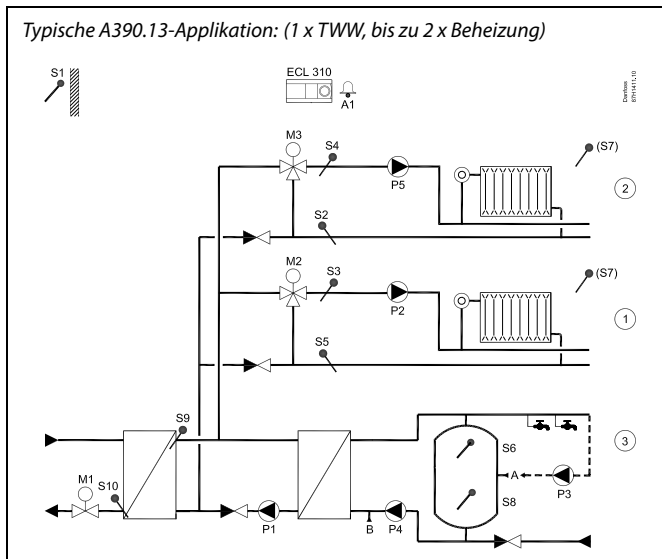 Typische A390.13-Applikation: (1 x TWW, bis zu 2 x Beheizung)
S1
ECL 310
A1
Danfoss
87H1411.10
M3
S4
P5
(S7)
2
S2
M2
S3
P2
(S7)
1
S5
S9
3
S6
M1
S10
A
P3
S8
P1
B
P4